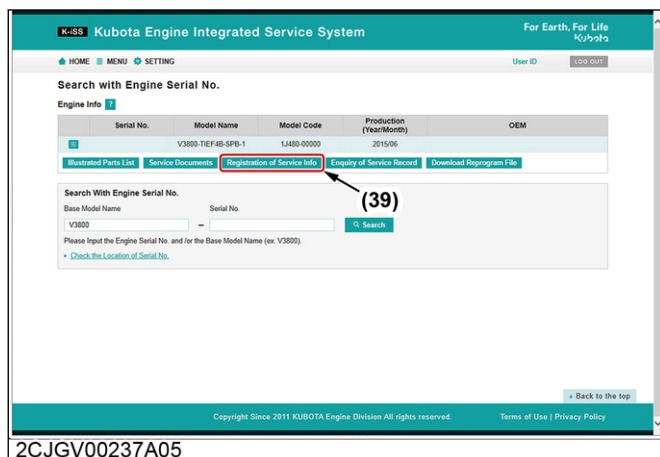 K-iSS Kubota Engine Integrated Service System
For Earth, For Life
Kubota
HOME MENU SETTING
User ID LOG OUT
Search with Engine Serial No.
Engine Info ?
Serial No. Model Name Model Code Production (Year/Month) OEM
V3800-TIEF4B-SPB-1 1J480-00000 2015/06
Illustrated Parts List Service Documents Registration of Service Info Enquiry of Service Record Download Reprogram File
(39)
Search With Engine Serial No.
Base Model Name Serial No.
V3800 – Search
Please Input the Engine Serial No. and /or the Base Model Name (ex. V3800).
Check the Location of Serial No.
Back to the top
Copyright Since 2011 KUBOTA Engine Division All rights reserved. Terms of Use | Privacy Policy
2CJGV00237A05